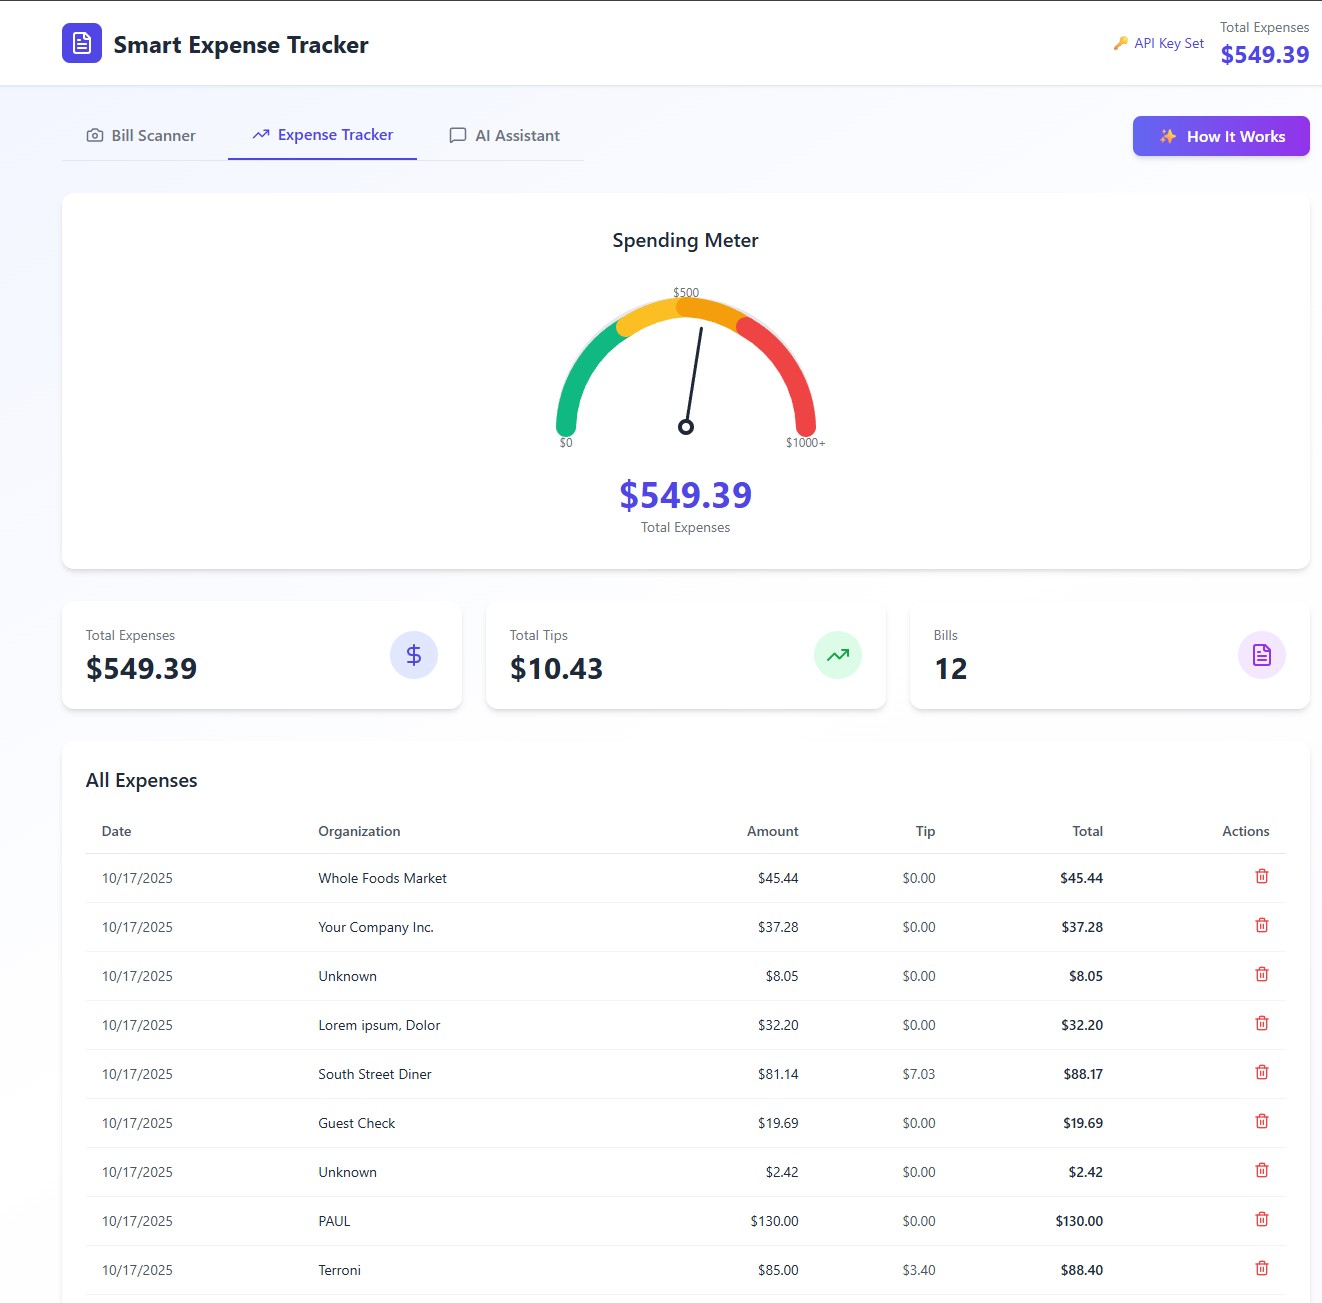 Smart Expense Tracker
API Key Set
Total Expenses
$549.39
Bill Scanner
Expense Tracker
AI Assistant
How It Works
Spending Meter
$500
$0
$1000+
$549.39
Total Expenses
Total Expenses
$549.39
Total Tips
$10.43
Bills
12
All Expenses
Date Organization Amount Tip Total Actions
10/17/2025 Whole Foods Market $45.44 $0.00 $45.44
10/17/2025 Your Company Inc. $37.28 $0.00 $37.28
10/17/2025 Unknown $8.05 $0.00 $8.05
10/17/2025 Lorem ipsum, Dolor $32.20 $0.00 $32.20
10/17/2025 South Street Diner $81.14 $7.03 $88.17
10/17/2025 Guest Check $19.69 $0.00 $19.69
10/17/2025 Unknown $2.42 $0.00 $2.42
10/17/2025 PAUL $130.00 $0.00 $130.00
10/17/2025 Terroni $85.00 $3.40 $88.40